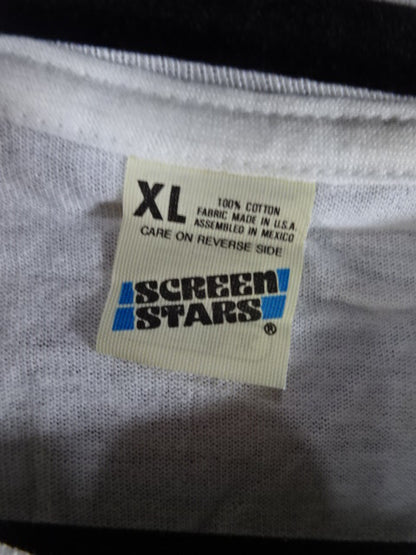 XL
100% COTTON
FABRIC MADE IN U.S.A.
ASSEMBLED IN MEXICO
CARE ON REVERSE SIDE
SCREEN
STARS®